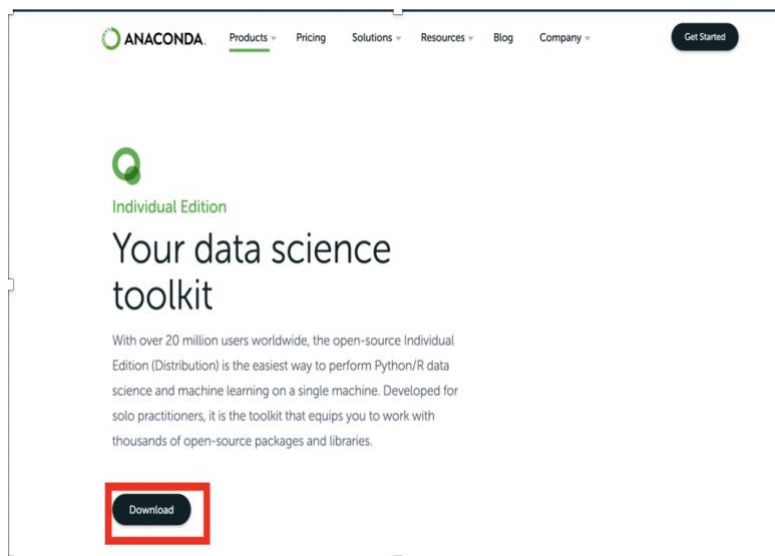 ANACONDA.
Products Pricing Solutions Resources Blog Company Get Started
Individual Edition
Your data science
toolkit
With over 20 million users worldwide, the open-source Individual
Edition (Distribution) is the easiest way to perform Python/R data
science and machine learning on a single machine. Developed for
solo practitioners, it is the toolkit that equips you to work with
thousands of open-source packages and libraries.
Download